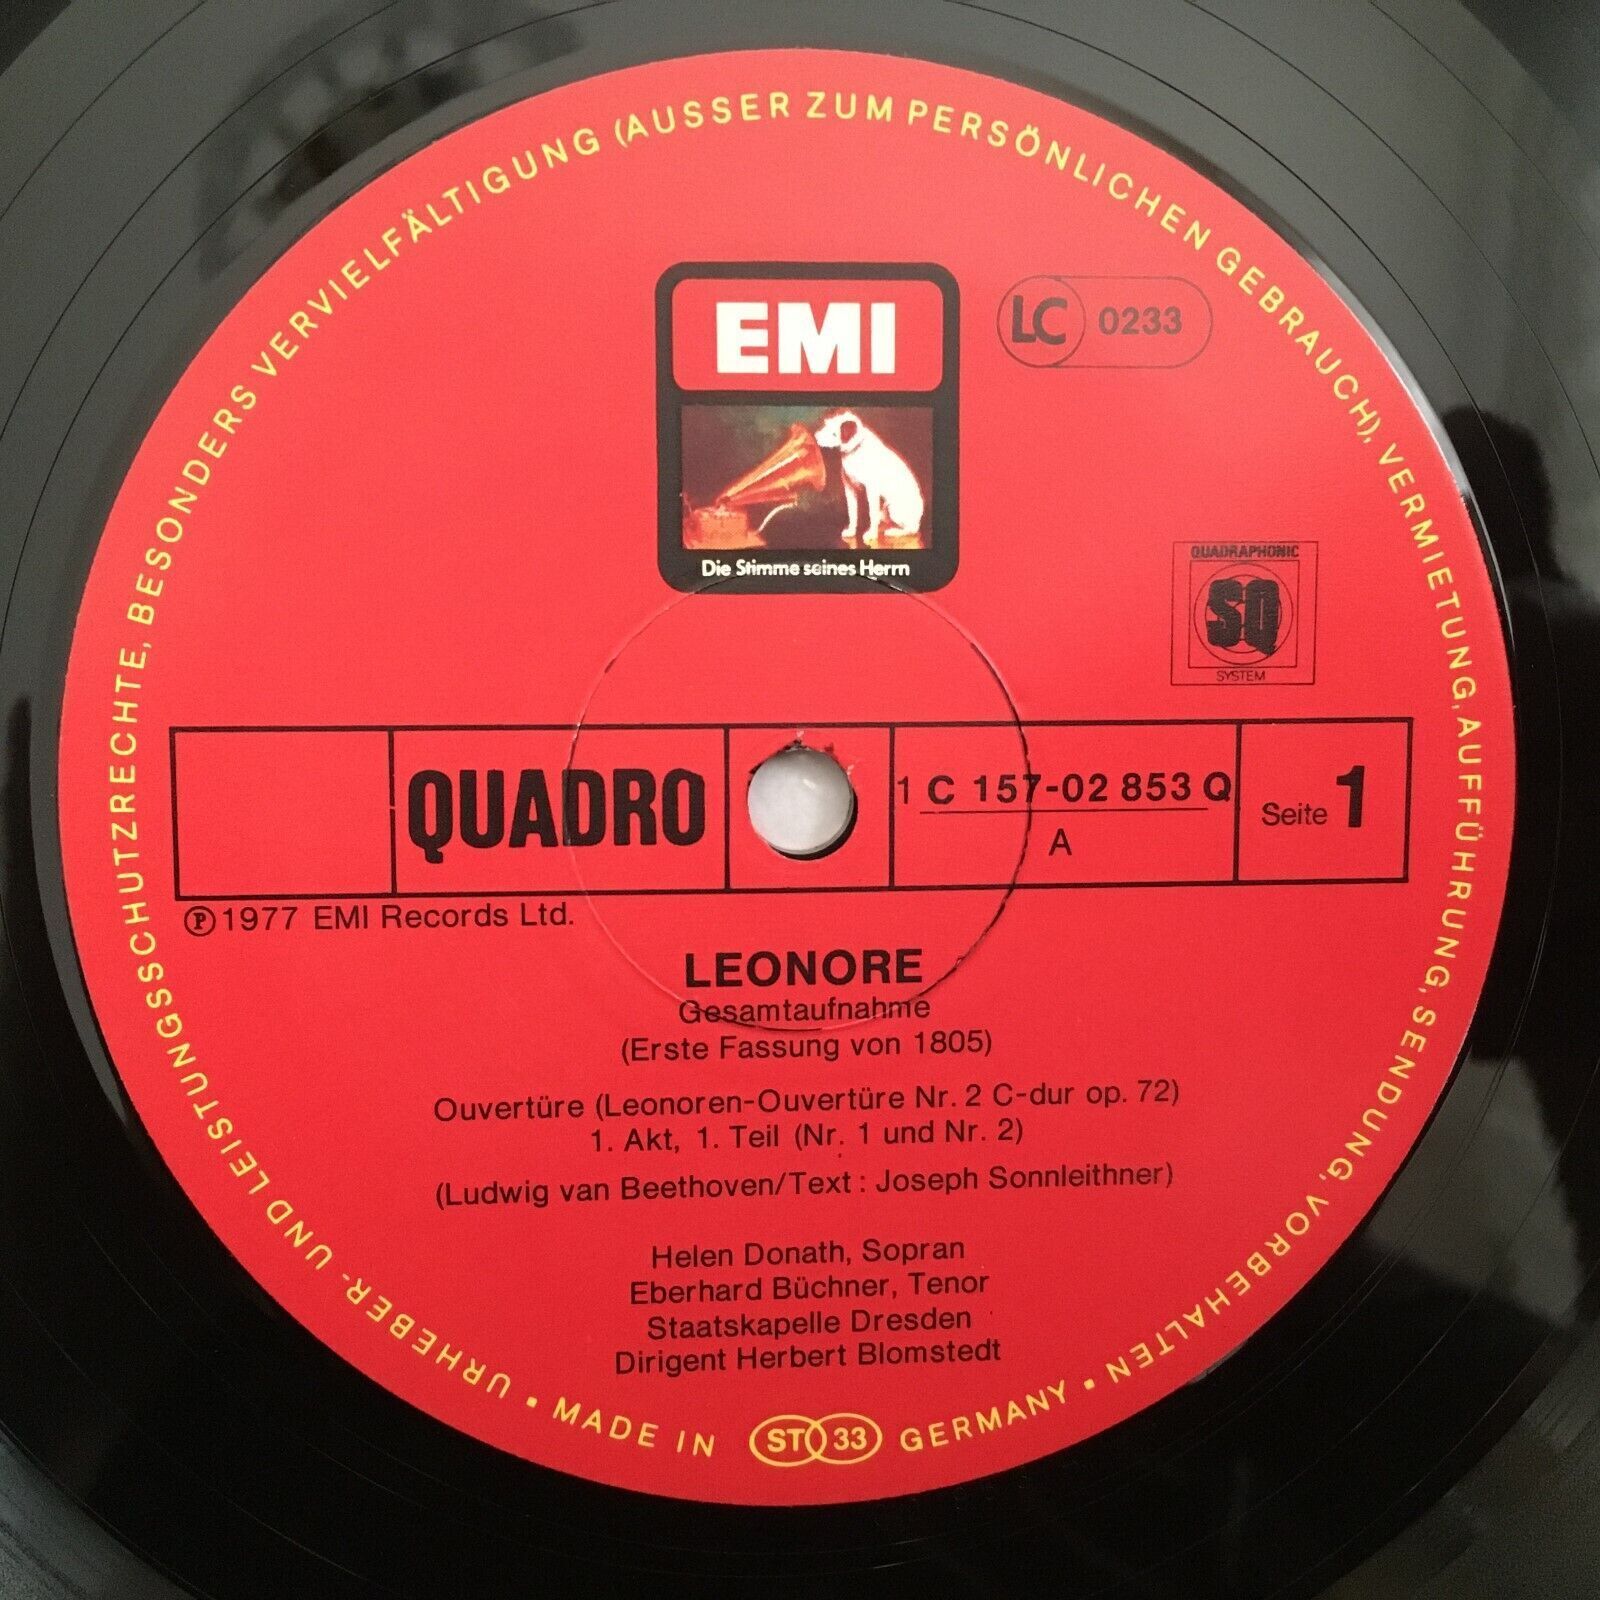 URHEBER- UND LEISTUNGSSCHUTZRECHTE, BESONDERS VERVIELFÄLTIGUNG (AUSSER ZUM PERSÖNLICHEN GEBRAUCH), VERMIETUNG, AUFFÜHRUNG, SENDUNG, VORBEHALTEN •
EMI
LC 0233
Die Stimme seines Herrn
QUADRAPHONIC
SQ
SYSTEM
QUADRO
1 C 157-02 853 Q
A
Seite 1
℗ 1977 EMI Records Ltd.
LEONORE
Gesamtaufnahme
(Erste Fassung von 1805)
Ouvertüre (Leonoren-Ouvertüre Nr. 2 C-dur op. 72)
1. Akt, 1. Teil (Nr. 1 und Nr. 2)
(Ludwig van Beethoven/Text : Joseph Sonnleithner)
Helen Donath, Sopran
Eberhard Büchner, Tenor
Staatskapelle Dresden
Dirigent Herbert Blomstedt
• MADE IN ST 33 GERMANY